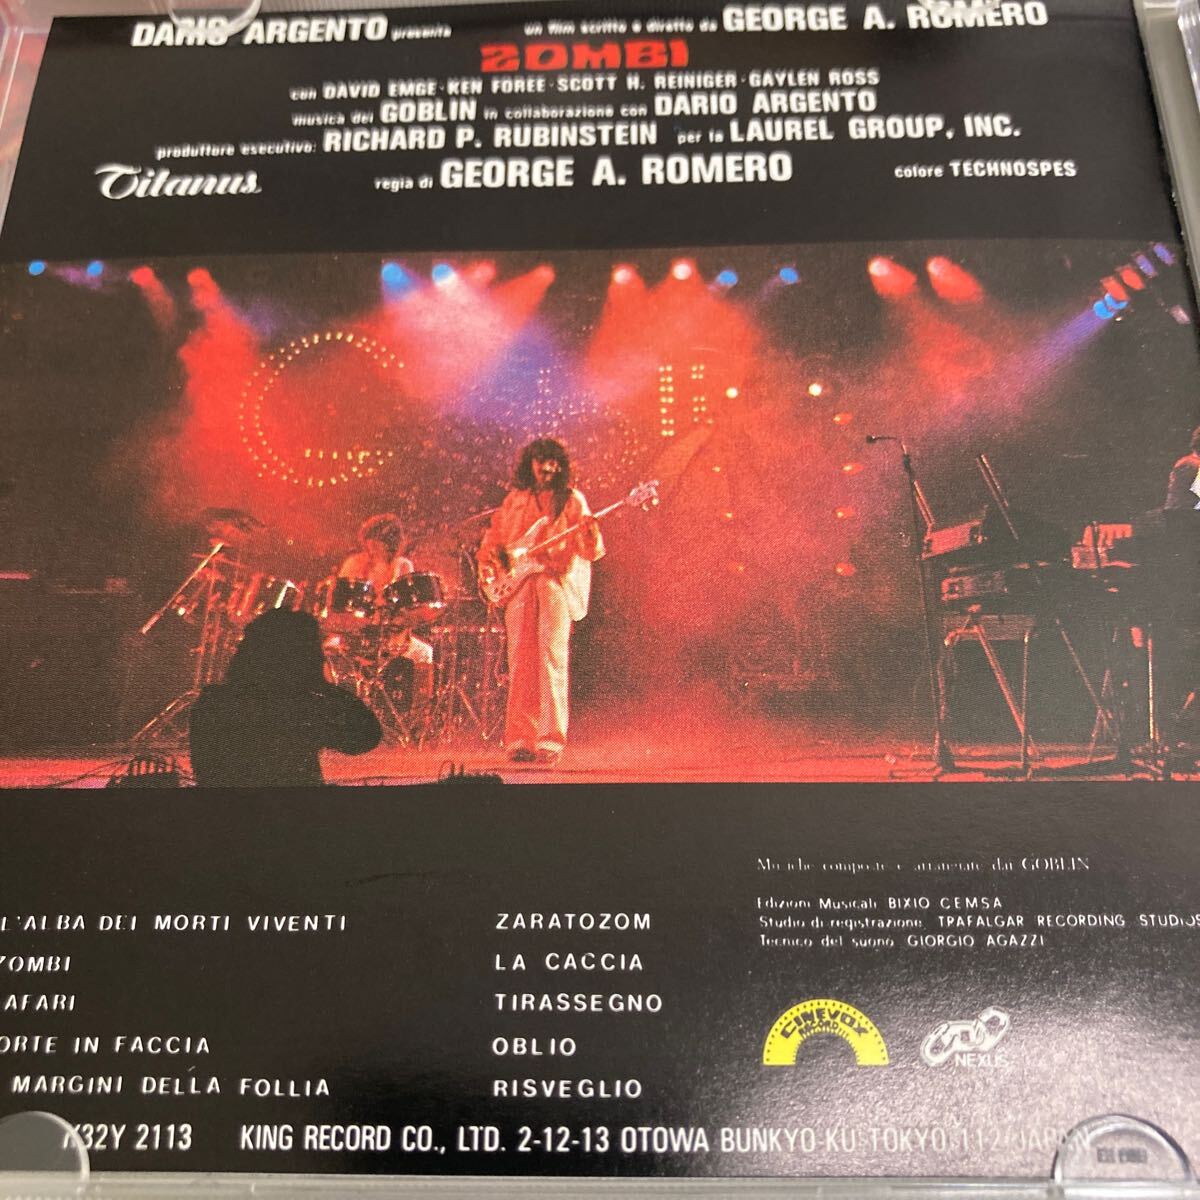 DARIO ARGENTO presenta un film scritto e diretto da GEORGE A. ROMERO
ZOMBI
con DAVID EMGE · KEN FOREE · SCOTT H. REINIGER · GAYLEN ROSS
musica dei GOBLIN in collaborazione con DARIO ARGENTO
produttore esecutivo: RICHARD P. RUBINSTEIN per la LAUREL GROUP, INC.
Titanus regia di GEORGE A. ROMERO colore TECHNOSPES
Musiche composte e arrangiate dai GOBLIN
Edizioni Musicali BIXIO CEMSA
Studio di registrazione TRAFALGAR RECORDING STUDIOS
Tecnico del suono GIORGIO AGAZZI
L'ALBA DEI MORTI VIVENTI
ZOMBI
AFARI
ORTE IN FACCIA
MARGINI DELLA FOLLIA
ZARATOZOM
LA CACCIA
TIRASSEGNO
OBLIO
RISVEGLIO
CINEVOX
RECORD
NEXUS
K32Y 2113 KING RECORD CO., LTD. 2-12-13 OTOWA BUNKYO-KU TOKYO 112 JAPAN